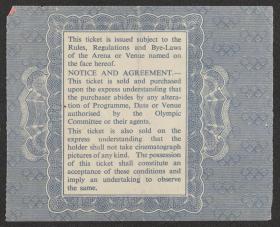 This ticket is issued subject to the
Rules, Regulations and Bye-Laws
of the Arena or Venue named on
the face hereof.
NOTICE AND AGREEMENT.—
This ticket is sold and purchased
upon the express understanding that
the purchaser abides by any altera-
tion of Programme, Date or Venue
authorised by the Olympic
Committee or their agents.
This ticket is also sold on the
express understanding that the
holder shall not take cinematograph
pictures of any kind. The possession
of this ticket shall constitute an
acceptance of these conditions and
imply an undertaking to observe
the same.